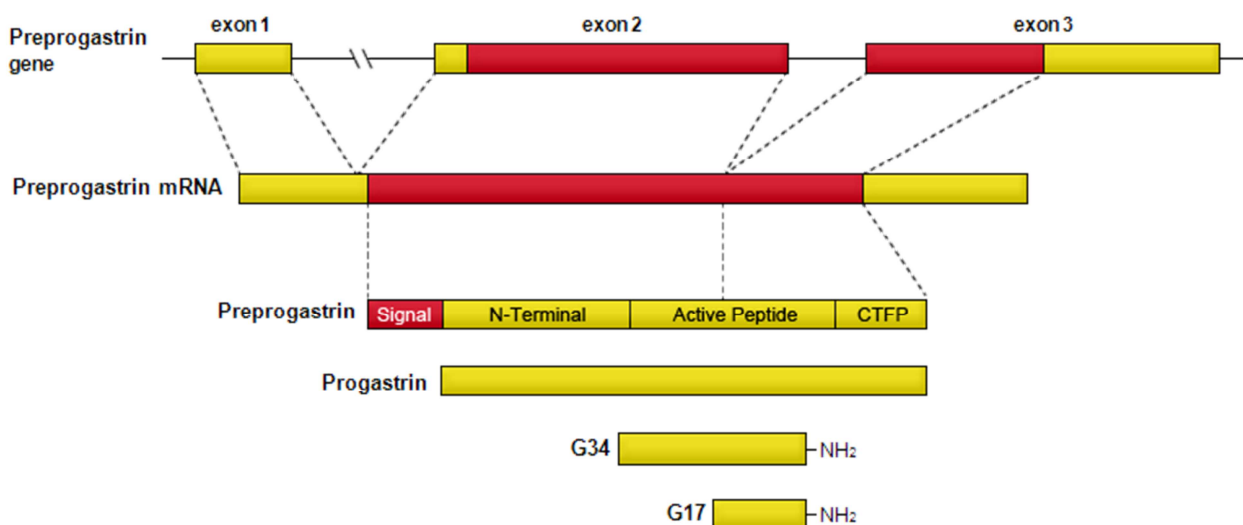 exon 1
exon 2
exon 3
Preprogastrin
gene
Preprogastrin mRNA
Preprogastrin
Signal
N-Terminal
Active Peptide
CTFP
Progastrin
G34
NH₂
G17
NH₂